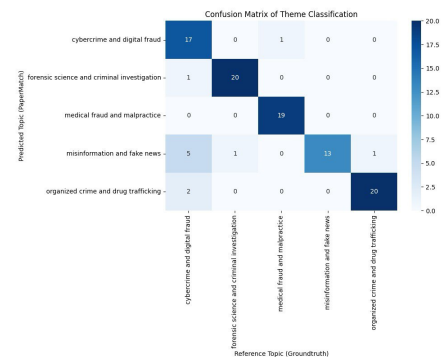 Confusion Matrix of Theme Classification
Predicted Topic (PaperMatch)
cybercrime and digital fraud 17 0 1 0 0
forensic science and criminal investigation 1 20 0 0 0
medical fraud and malpractice 0 0 19 0 0
misinformation and fake news 5 1 0 13 1
organized crime and drug trafficking 2 0 0 0 20
cybercrime and digital fraud
forensic science and criminal investigation
medical fraud and malpractice
misinformation and fake news
organized crime and drug trafficking
Reference Topic (Groundtruth)
20.0
17.5
15.0
12.5
10.0
7.5
5.0
2.5
0.0